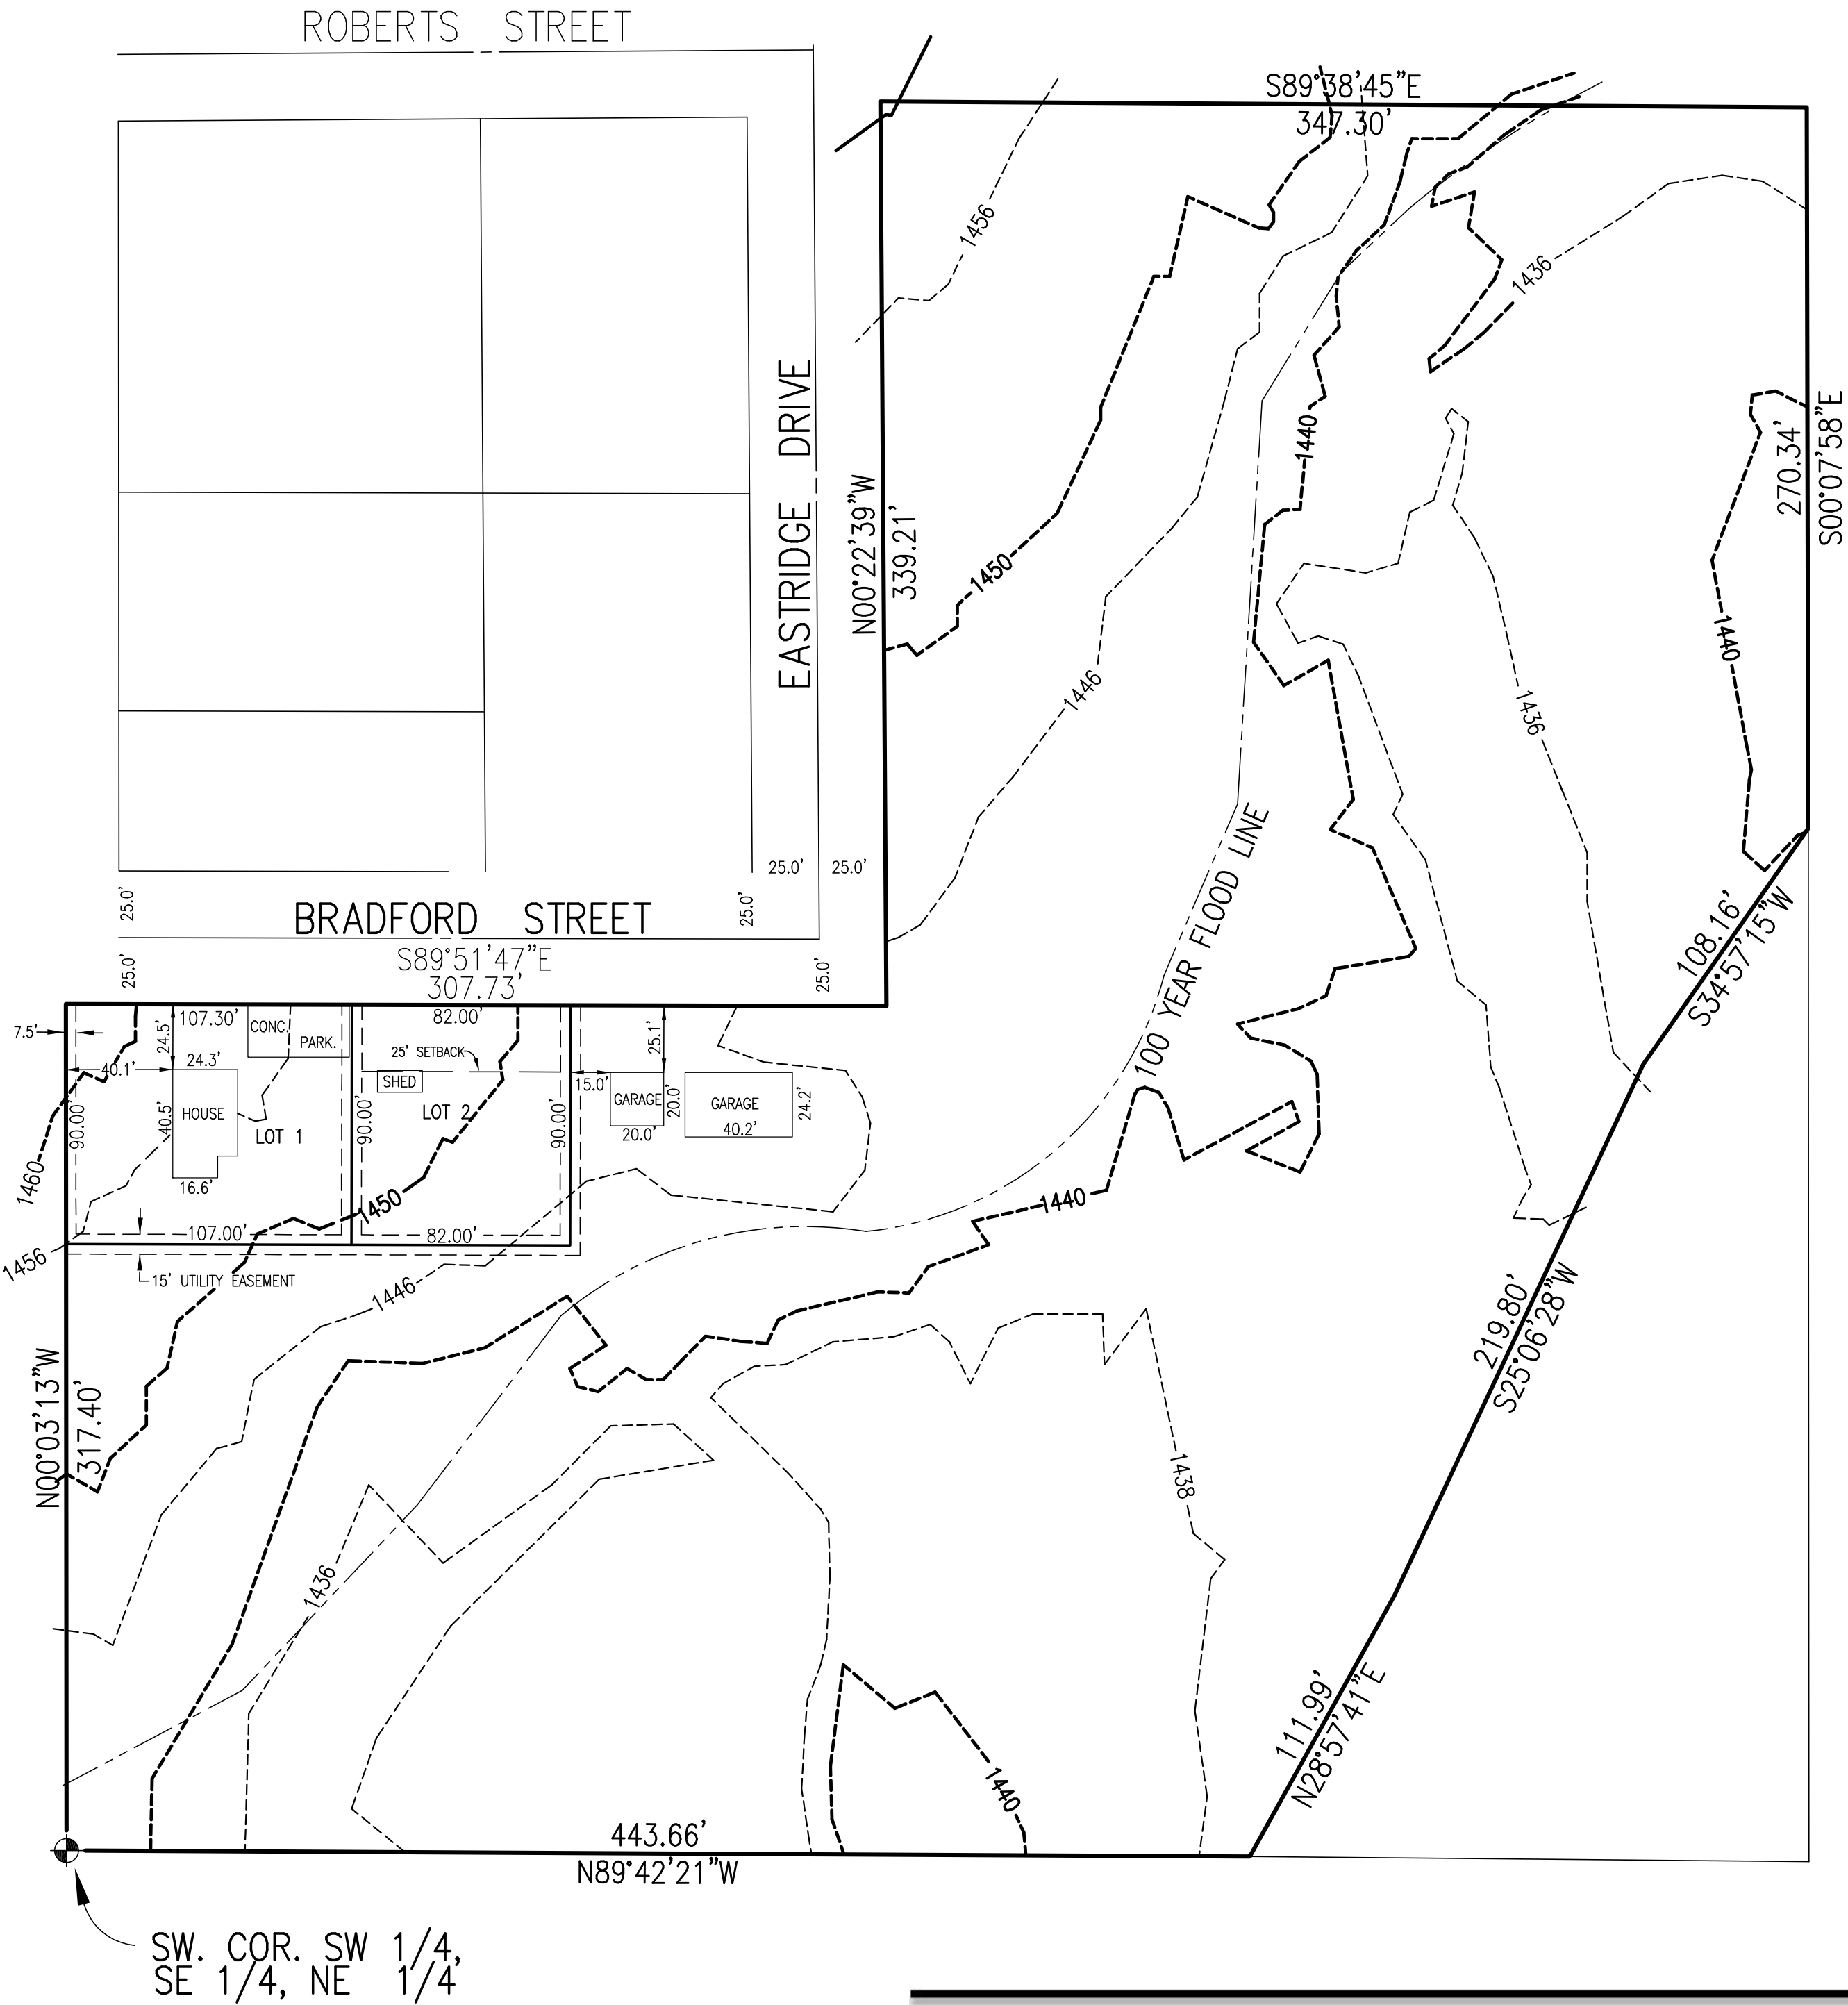 ROBERTS STREET
S89°38'45"E
347.30'
1456
1436
EASTRIDGE DRIVE
N00°22'39"W
339.21'
1440
270.34'
S00°07'58"E
1450
1440
1446
1436
25.0'
25.0'
25.0'
25.0'
BRADFORD STREET
S89°51'47"E
307.73'
25.0'
25.0'
100 YEAR FLOOD LINE
108.16'
S34°57'15"W
7.5'
107.30'
24.5'
CONC.
PARK.
82.00'
25' SETBACK
25.1'
40.1'
24.3'
SHED
15.0'
HOUSE
40.5'
90.00'
LOT 1
90.00'
LOT 2
90.00'
GARAGE
20.0'
20.0'
GARAGE
40.2'
24.2'
1460
16.6'
1450
1440
107.00'
82.00'
1456
15' UTILITY EASEMENT
1446
219.80'
S25°06'28"W
N00°03'13"W
317.40'
1438
1436
111.99'
N28°57'41"E
1440
443.66'
N89°42'21"W
SW. COR. SW 1/4,
SE 1/4, NE 1/4